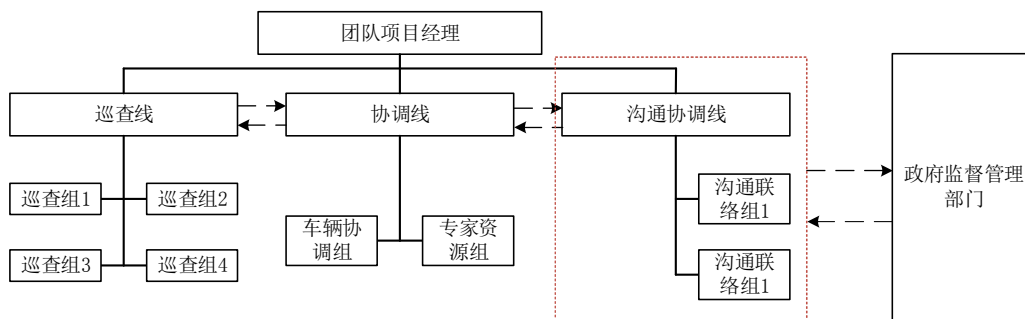 团队项目经理
巡查线
协调线
沟通协调线
巡查组1
巡查组2
巡查组3
巡查组4
车辆协
调组
专家资
源组
沟通联
络组1
沟通联
络组1
政府监督管理
部门